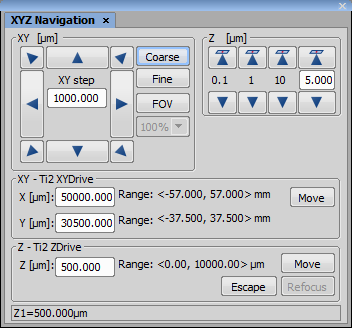 XYZ Navigation ×
XY [µm]
Coarse
XY step
1000.000
Fine
FOV
100%
Z [µm]
0.1 1 10 5.000
XY - Ti2 XYDrive
X [µm]: 50000.000 Range: <-57.000, 57.000> mm Move
Y [µm]: 30500.000 Range: <-37.500, 37.500> mm
Z - Ti2 ZDrive
Z [µm]: 500.000 Range: <0.00, 10000.00> µm Move
Escape Refocus
Z1=500.000µm